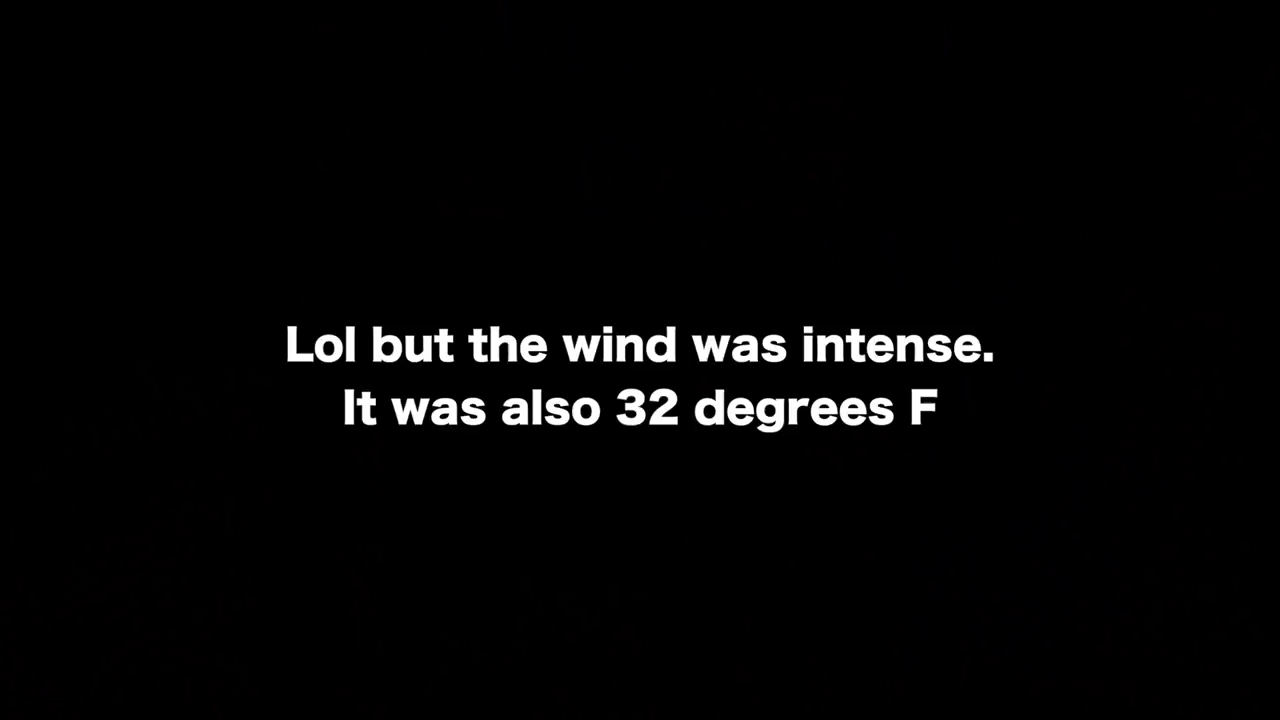 Lol but the wind was intense.
It was also 32 degrees F